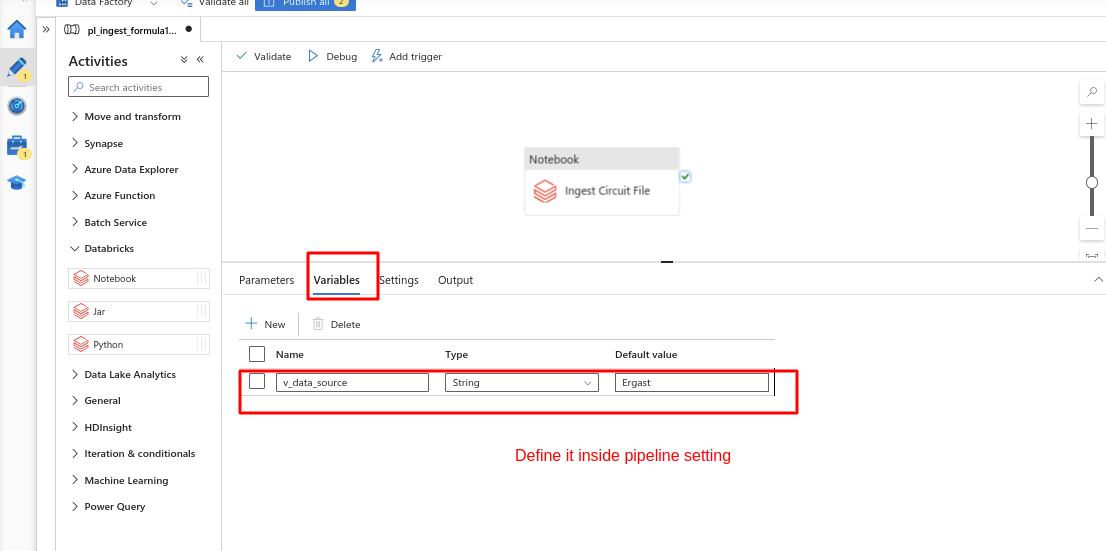 Data Factory
Validate all
Publish all 2
pl_ingest_formula1...
Activities
Validate
Debug
Add trigger
Search activities
Move and transform
Synapse
Azure Data Explorer
Azure Function
Batch Service
Databricks
Notebook
Jar
Python
Data Lake Analytics
General
HDInsight
Iteration & conditionals
Machine Learning
Power Query
1
1
Notebook
Ingest Circuit File
Parameters
Variables
Settings
Output
New
Delete
Name Type Default value
v_data_source String Ergast
Define it inside pipeline setting